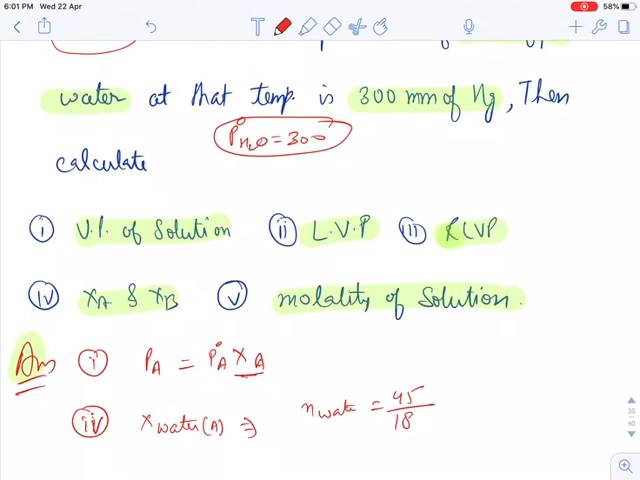 6:01 PM Wed 22 Apr
58%
water at that temp. is 300 mm of Hg, Then
P°H₂O = 300
calculate
(i) V.P. of Solution (ii) L.V.P (iii) RLVP
(iv) xA & xB (v) molality of Solution.
Ans (i) PA = P°A xA
(iv) xwater(A) ⇒ nwate = 45/18
30
40